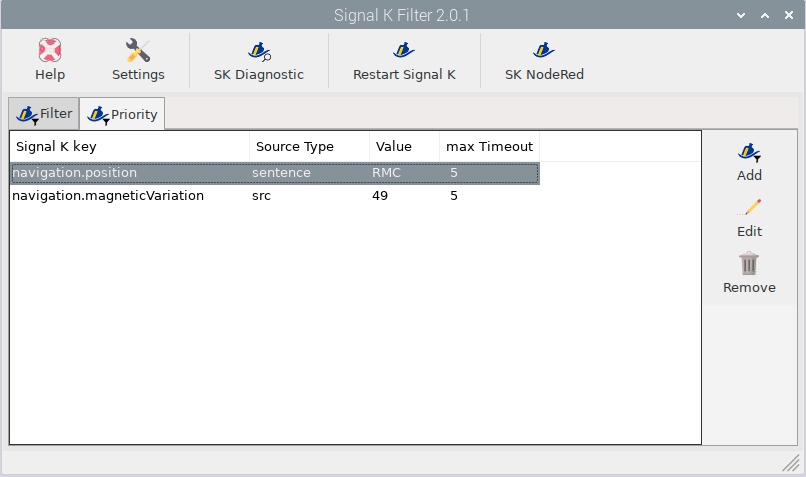 Signal K Filter 2.0.1
Help Settings SK Diagnostic Restart Signal K SK NodeRed
Filter Priority
Signal K key Source Type Value max Timeout
navigation.position sentence RMC 5
navigation.magneticVariation src 49 5
Add
Edit
Remove